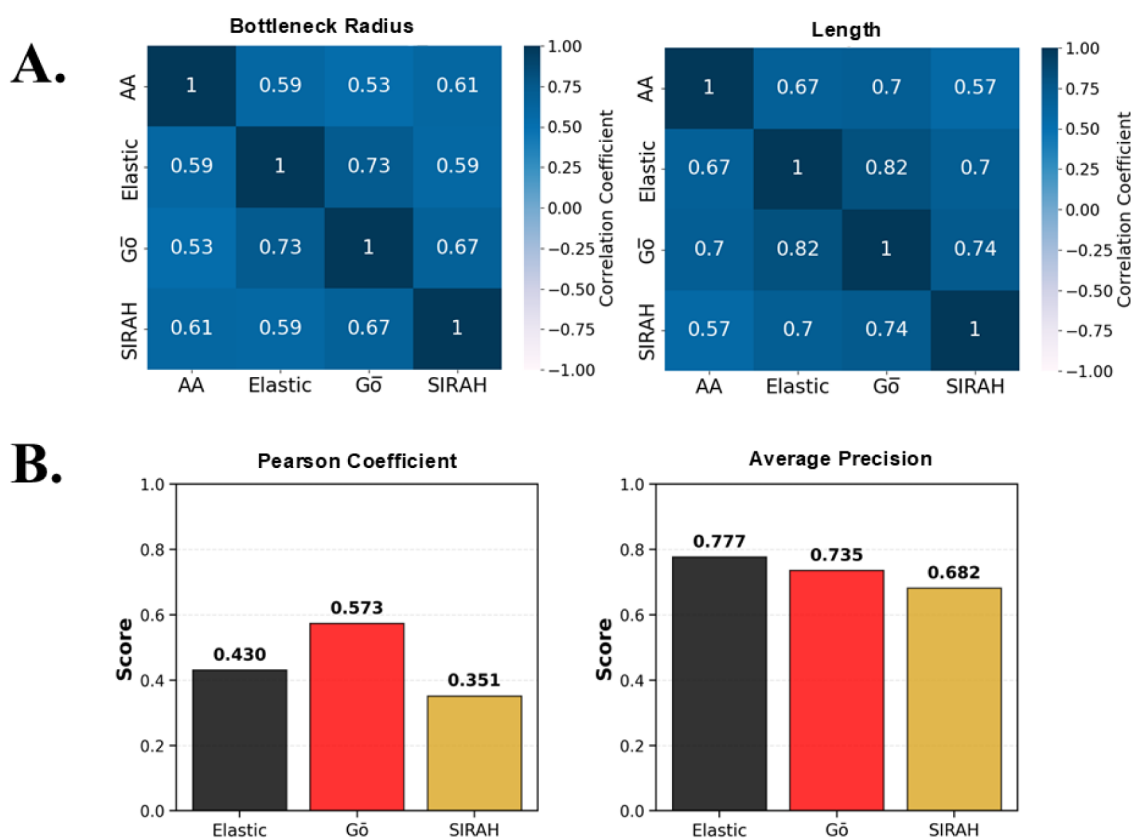 A.
Bottleneck Radius
AA
Elastic
Gō
SIRAH
1 0.59 0.53 0.61
0.59 1 0.73 0.59
0.53 0.73 1 0.67
0.61 0.59 0.67 1
AA Elastic Gō SIRAH
1.00
0.75
0.50
0.25
0.00
−0.25
−0.50
−0.75
−1.00
Correlation Coefficient
Length
AA
Elastic
Gō
SIRAH
1 0.67 0.7 0.57
0.67 1 0.82 0.7
0.7 0.82 1 0.74
0.57 0.7 0.74 1
AA Elastic Gō SIRAH
1.00
0.75
0.50
0.25
0.00
−0.25
−0.50
−0.75
−1.00
Correlation Coefficient
B.
Pearson Coefficient
Score
1.0
0.8
0.6
0.4
0.2
0.0
0.430
0.573
0.351
Elastic Gō SIRAH
Average Precision
Score
1.0
0.8
0.6
0.4
0.2
0.0
0.777
0.735
0.682
Elastic Gō SIRAH